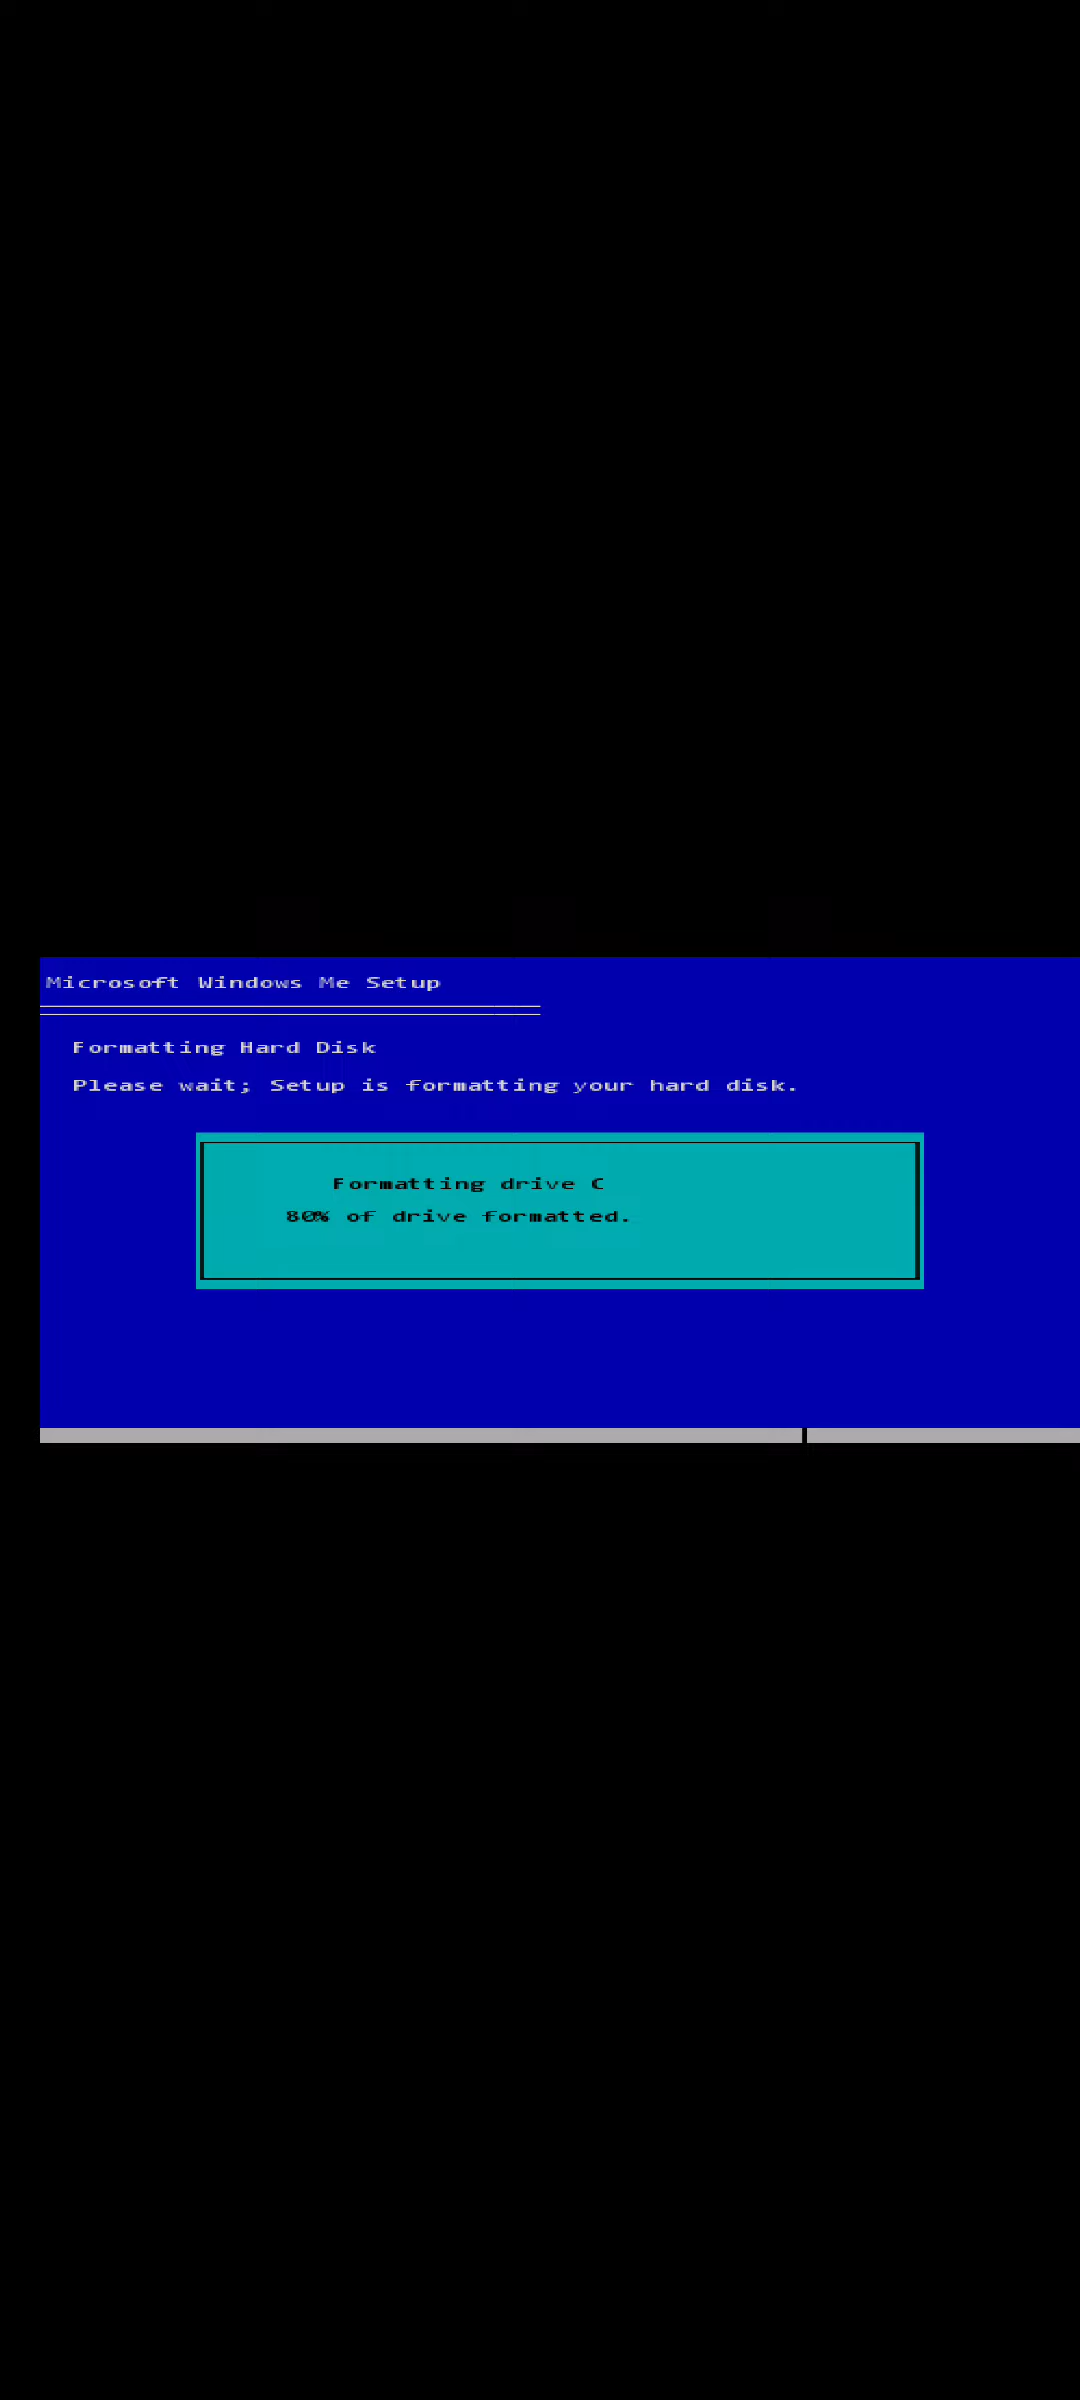 Microsoft Windows Me Setup
Formatting Hard Disk
Please wait; Setup is formatting your hard disk.
Formatting drive C
80% of drive formatted.